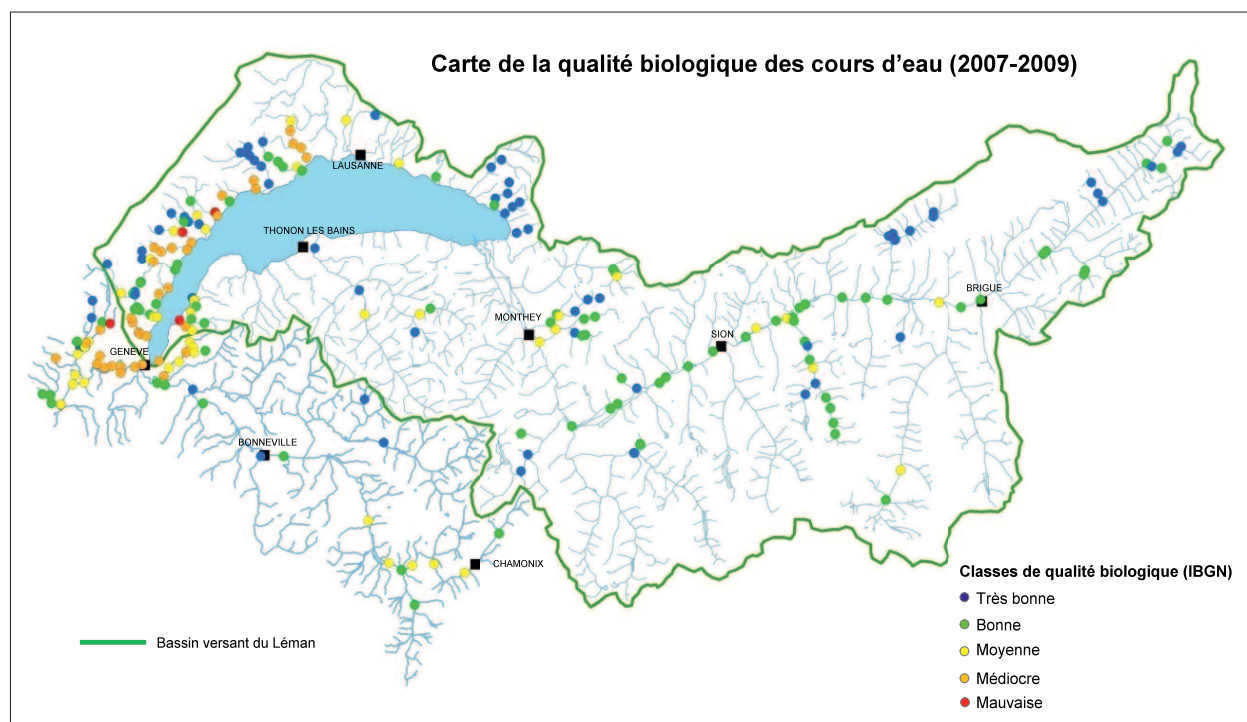 Carte de la qualité biologique des cours d'eau (2007-2009)
LAUSANNE
THONON LES BAINS
BRIGUE
MONTHEY
SION
GENEVE
BONNEVILLE
CHAMONIX
Classes de qualité biologique (IBGN)
Très bonne
Bonne
Moyenne
Médiocre
Mauvaise
Bassin versant du Léman